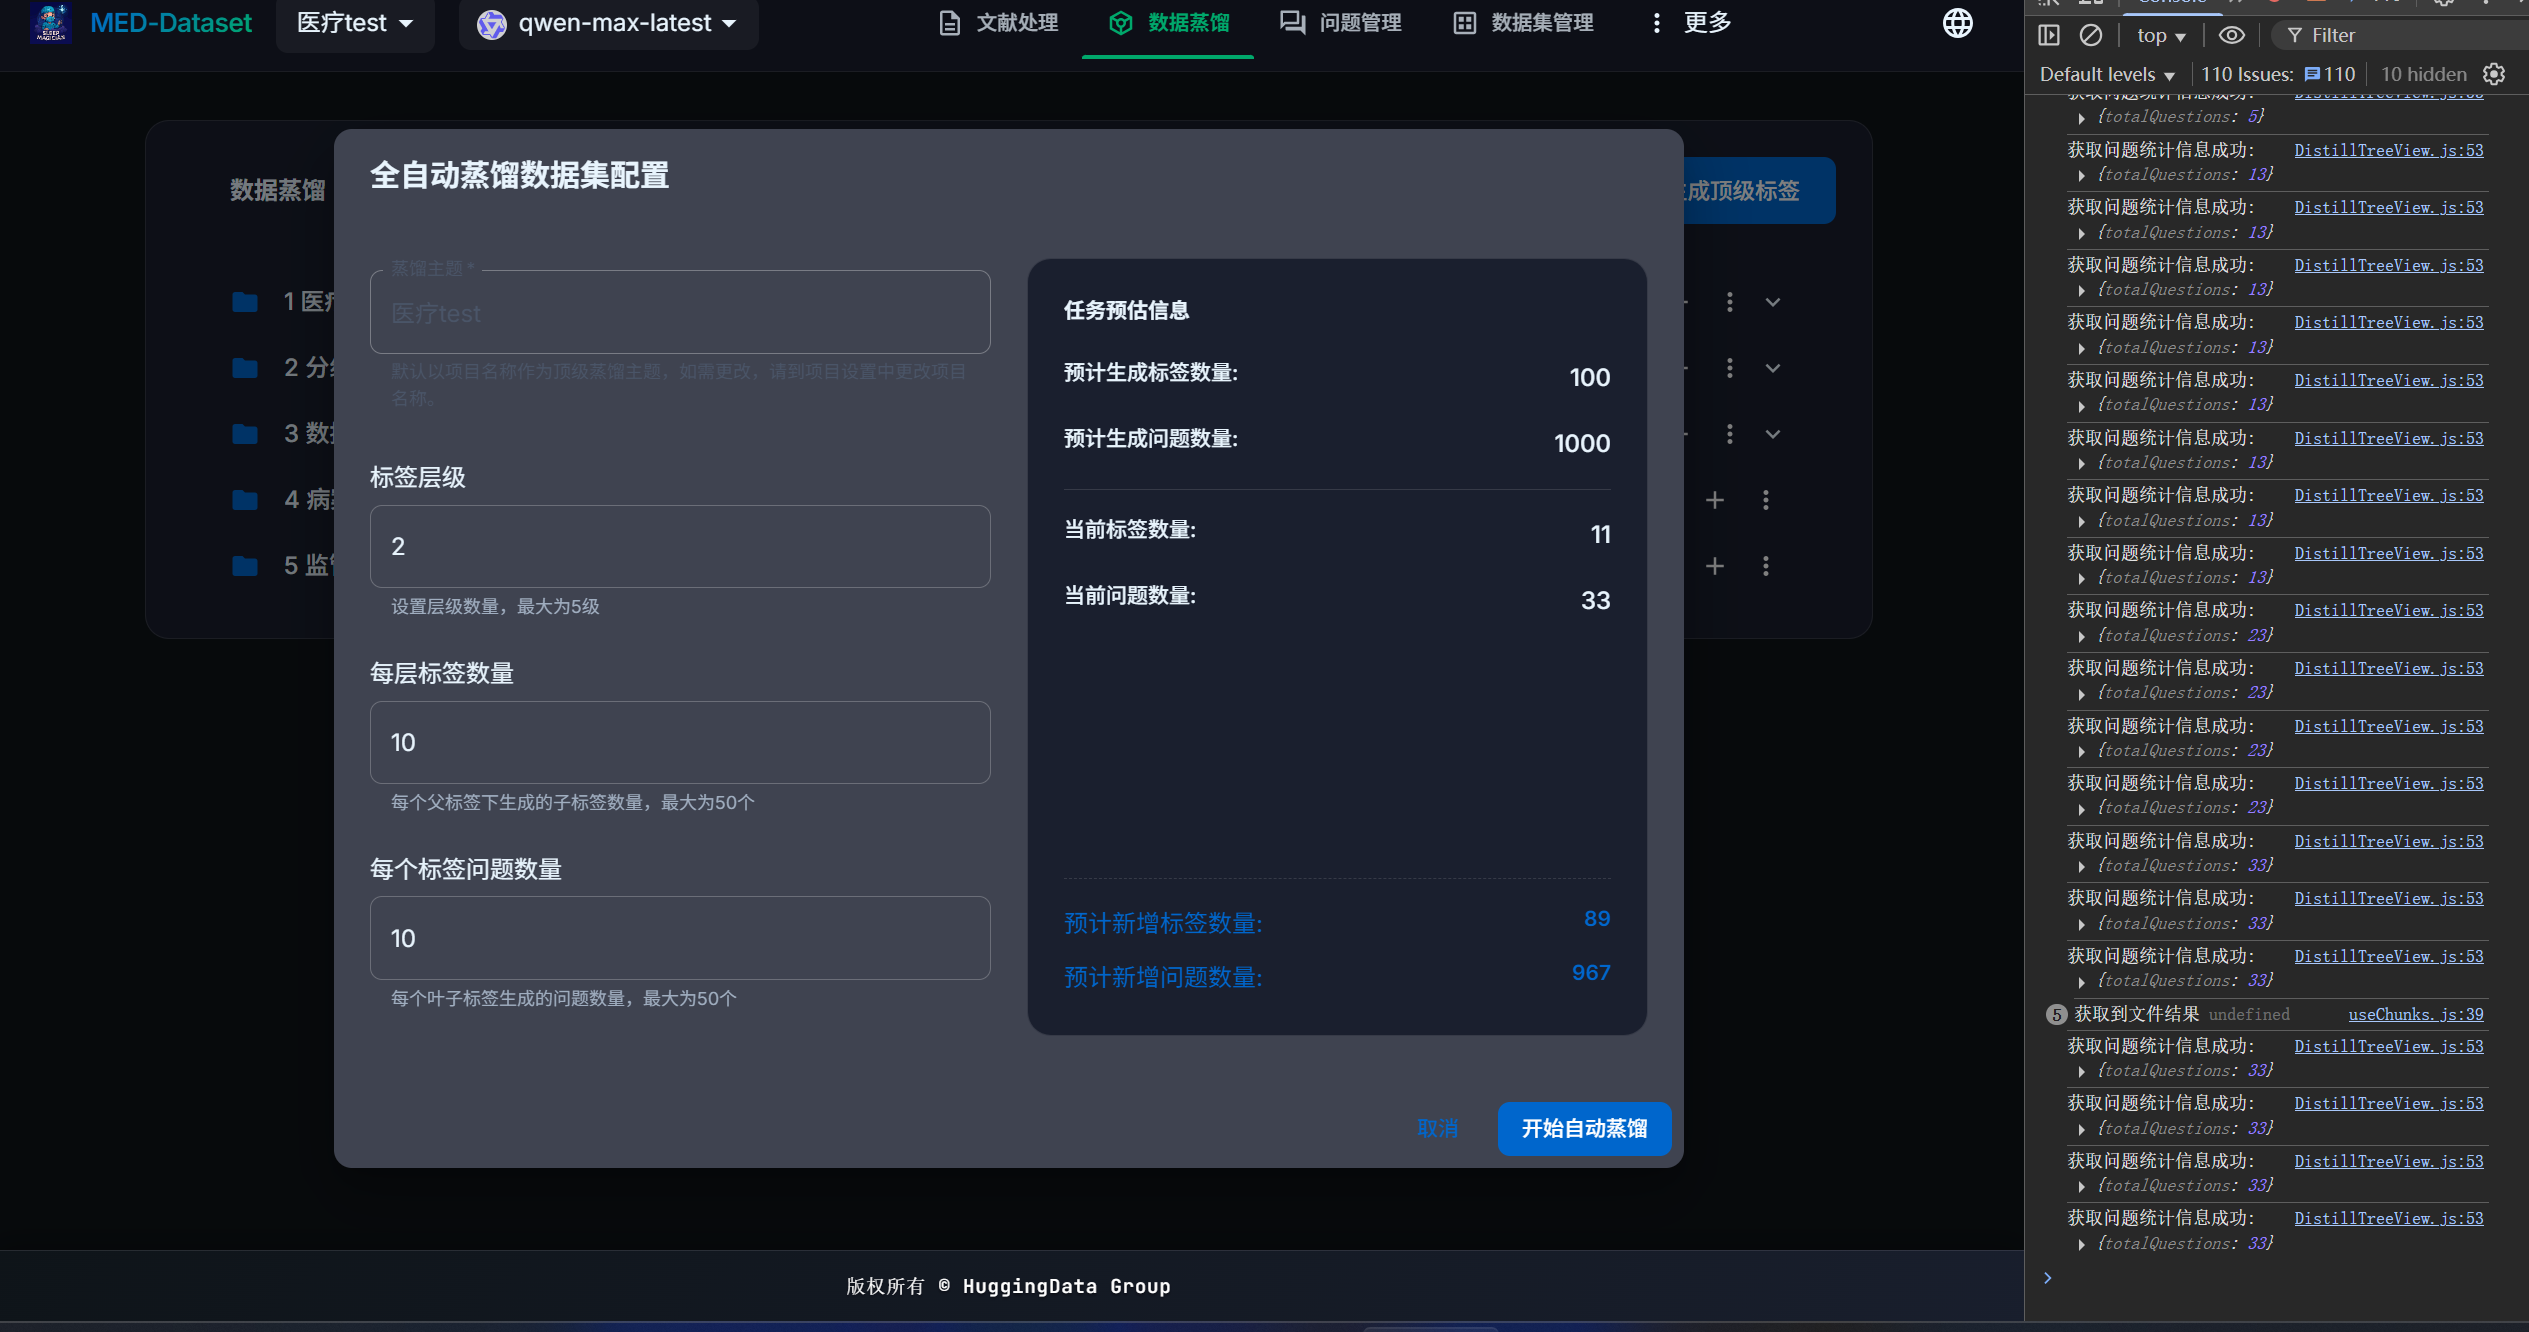 MED-Dataset
医疗test
qwen-max-latest
文献处理
数据蒸馏
问题管理
数据集管理
更多
数据蒸馏
成顶级标签
1 医疗
2 分
3 数据
4 病
5 监管
全自动蒸馏数据集配置
蒸馏主题 *
医疗test
默认以项目名称作为顶级蒸馏主题，如需更改，请到项目设置中更改项目
名称。
标签层级
2
设置层级数量，最大为5级
每层标签数量
10
每个父标签下生成的子标签数量，最大为50个
每个标签问题数量
10
每个叶子标签生成的问题数量，最大为50个
任务预估信息
预计生成标签数量: 100
预计生成问题数量: 1000
当前标签数量: 11
当前问题数量: 33
预计新增标签数量: 89
预计新增问题数量: 967
取消
开始自动蒸馏
版权所有 © HuggingData Group
Console
top
Filter
Default levels
110 Issues: 110
10 hidden
获取问题统计信息成功: DistillTreeView.js:53
{totalQuestions: 5}
获取问题统计信息成功: DistillTreeView.js:53
{totalQuestions: 13}
获取问题统计信息成功: DistillTreeView.js:53
{totalQuestions: 13}
获取问题统计信息成功: DistillTreeView.js:53
{totalQuestions: 13}
获取问题统计信息成功: DistillTreeView.js:53
{totalQuestions: 13}
获取问题统计信息成功: DistillTreeView.js:53
{totalQuestions: 13}
获取问题统计信息成功: DistillTreeView.js:53
{totalQuestions: 13}
获取问题统计信息成功: DistillTreeView.js:53
{totalQuestions: 13}
获取问题统计信息成功: DistillTreeView.js:53
{totalQuestions: 13}
获取问题统计信息成功: DistillTreeView.js:53
{totalQuestions: 23}
获取问题统计信息成功: DistillTreeView.js:53
{totalQuestions: 23}
获取问题统计信息成功: DistillTreeView.js:53
{totalQuestions: 23}
获取问题统计信息成功: DistillTreeView.js:53
{totalQuestions: 23}
获取问题统计信息成功: DistillTreeView.js:53
{totalQuestions: 33}
获取问题统计信息成功: DistillTreeView.js:53
{totalQuestions: 33}
获取问题统计信息成功: DistillTreeView.js:53
{totalQuestions: 33}
5 获取到文件结果 undefined useChunks.js:39
获取问题统计信息成功: DistillTreeView.js:53
{totalQuestions: 33}
获取问题统计信息成功: DistillTreeView.js:53
{totalQuestions: 33}
获取问题统计信息成功: DistillTreeView.js:53
{totalQuestions: 33}
获取问题统计信息成功: DistillTreeView.js:53
{totalQuestions: 33}